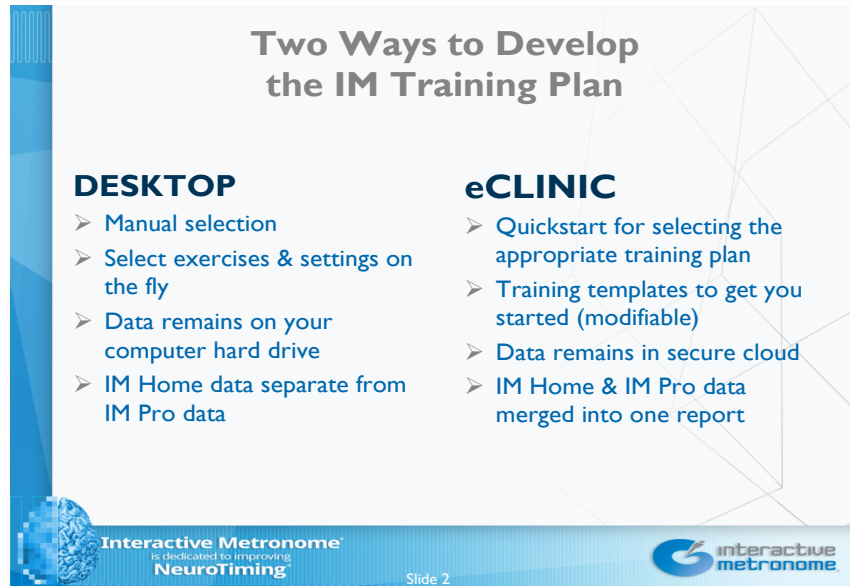 Two Ways to Develop
the IM Training Plan
DESKTOP
➢ Manual selection
➢ Select exercises & settings on
the fly
➢ Data remains on your
computer hard drive
➢ IM Home data separate from
IM Pro data
eCLINIC
➢ Quickstart for selecting the
appropriate training plan
➢ Training templates to get you
started (modifiable)
➢ Data remains in secure cloud
➢ IM Home & IM Pro data
merged into one report
Interactive Metronome
is dedicated to improving
NeuroTiming
Slide 2
interactive
metronome